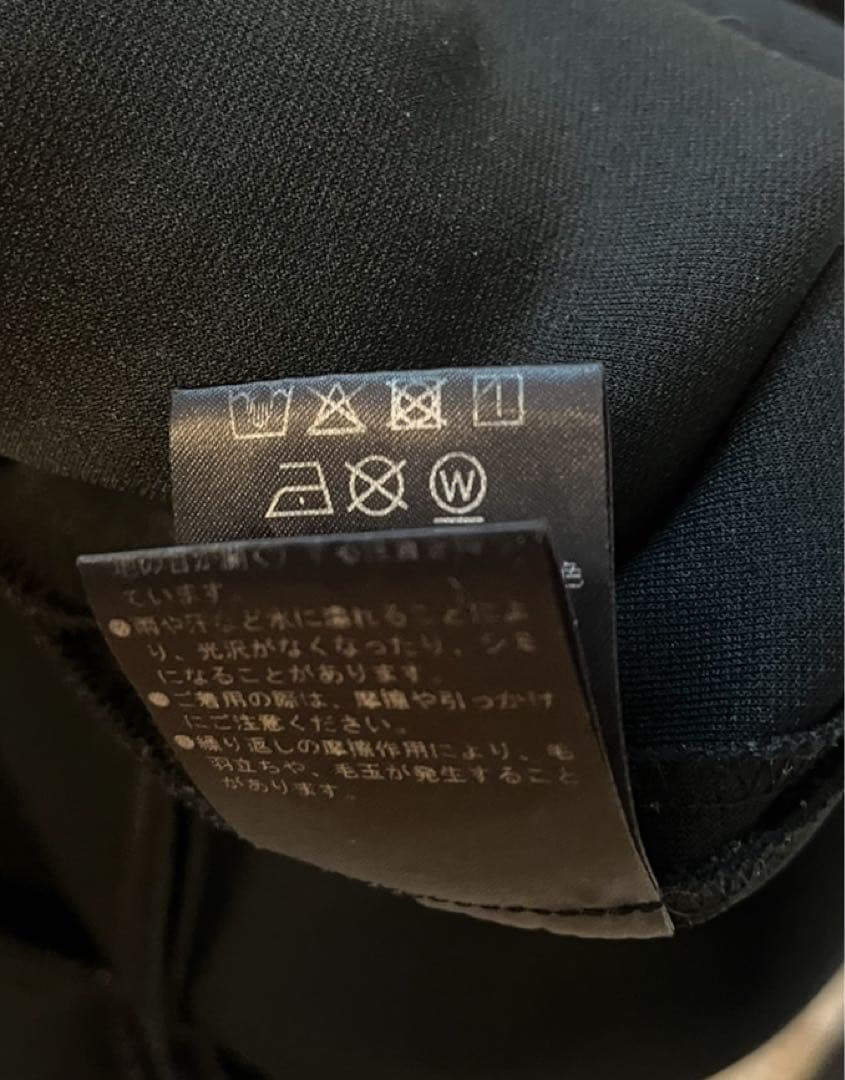 W
ています
●雨や汗など水に濡れることによ
り、光沢がなくなったり、シミ
になることがあります。
●ご着用の際は、摩擦や引っかけ
にご注意ください。
●繰り返しの摩擦作用により、毛
羽立ちや、毛玉が発生すること
があります。